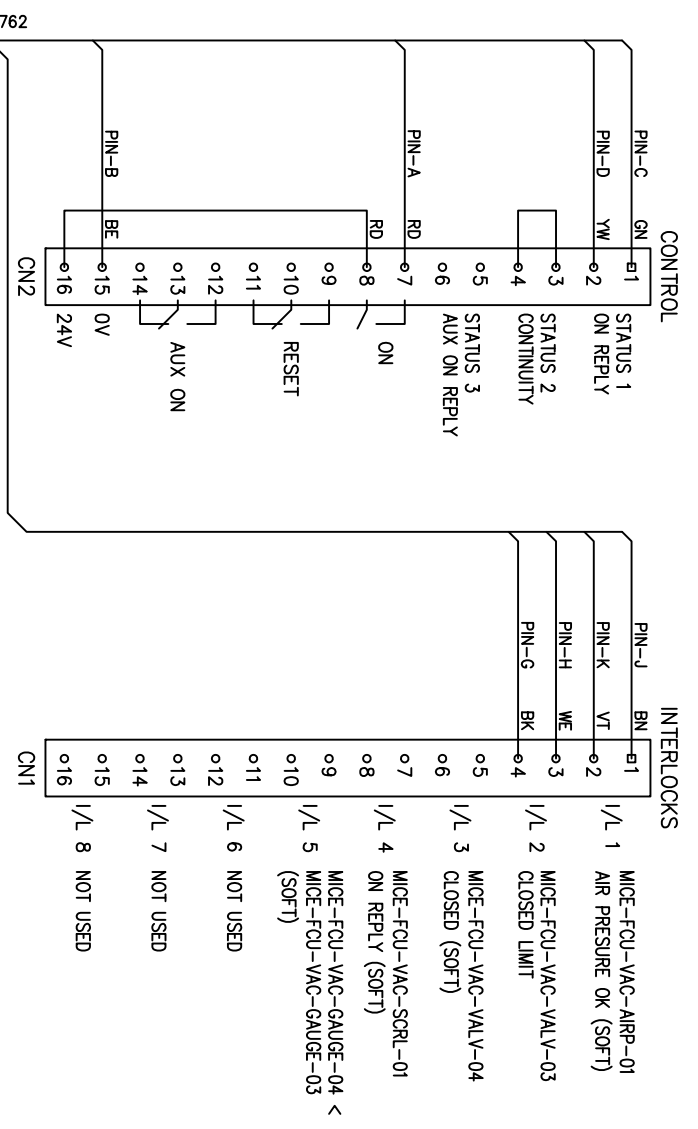 762
CONTROL
PIN-C GN 1
PIN-D YW 2
3
4
5
6
PIN-A RD 7
RD 8
9
10
11
12
13
14
PIN-B BE 15
16
STATUS 1
ON REPLY
STATUS 2
CONTINUITY
STATUS 3
AUX ON REPLY
ON
RESET
AUX ON
0V
24V
CN2
INTERLOCKS
PIN-J BN 1
PIN-K VT 2
PIN-H WE 3
PIN-G BK 4
5
6
7
8
9
10
11
12
13
14
15
16
I/L 1 MICE-FCU-VAC-AIRP-01
AIR PRESURE OK (SOFT)
I/L 2 MICE-FCU-VAC-VALV-03
CLOSED LIMIT
I/L 3 MICE-FCU-VAC-VALV-04
CLOSED (SOFT)
I/L 4 MICE-FCU-VAC-SCRL-01
ON REPLY (SOFT)
I/L 5 MICE-FCU-VAC-GAUGE-04 <
MICE-FCU-VAC-GAUGE-03
(SOFT)
I/L 6 NOT USED
I/L 7 NOT USED
I/L 8 NOT USED
CN1